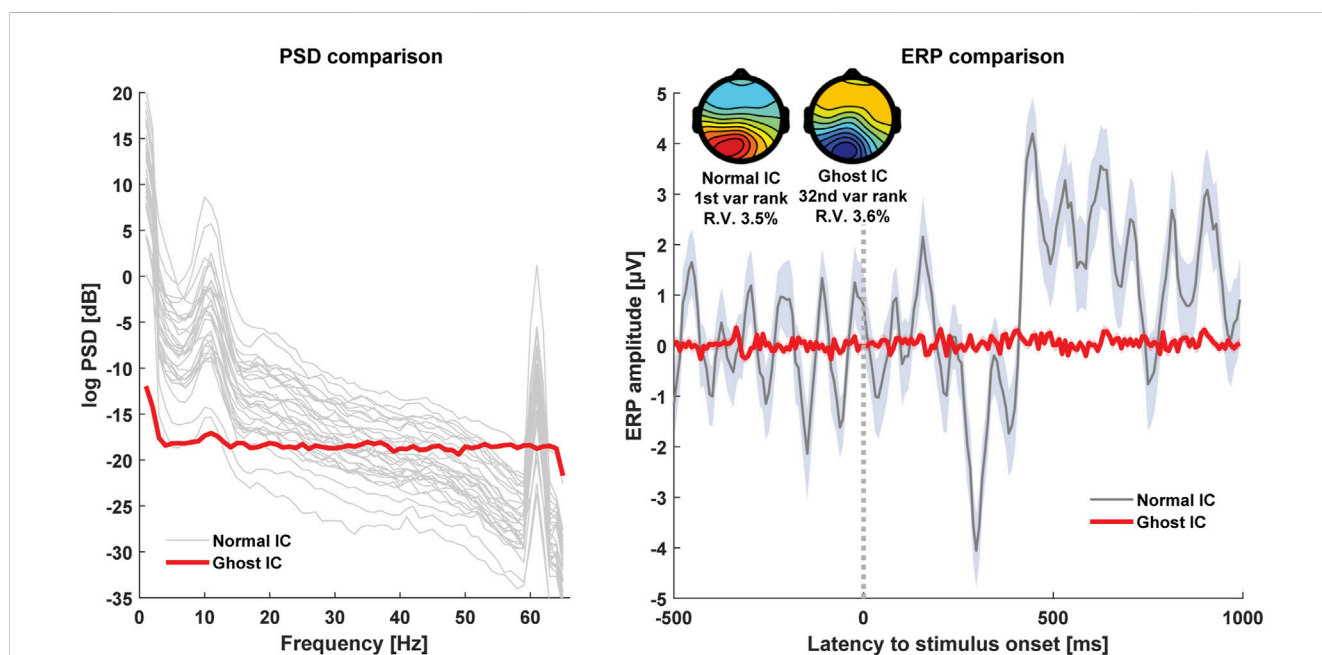 PSD comparison
20
15
10
5
0
-5
-10
-15
-20
-25
-30
-35
log PSD [dB]
Normal IC
Ghost IC
0
10
20
30
40
50
60
Frequency [Hz]
ERP comparison
5
4
3
2
1
0
-1
-2
-3
-4
-5
ERP amplitude [µV]
Normal IC
1st var rank
R.V. 3.5%
Ghost IC
32nd var rank
R.V. 3.6%
Normal IC
Ghost IC
-500
0
500
1000
Latency to stimulus onset [ms]